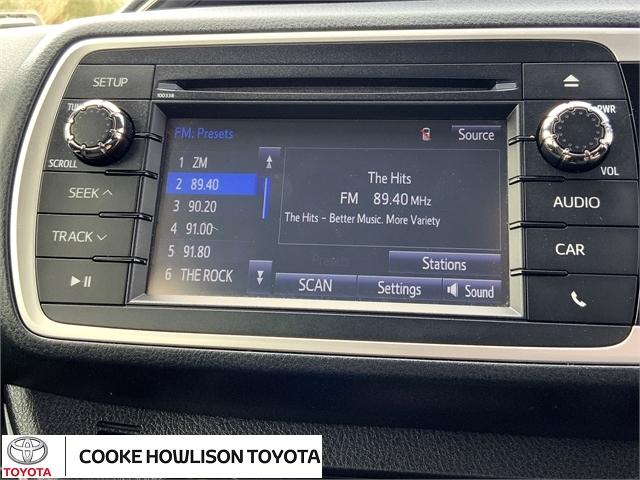 SETUP
100338
TUNE
SCROLL
SEEK
TRACK
FM: Presets
Source
1 ZM
2 89.40
3 90.20
4 91.00
5 91.80
6 THE ROCK
The Hits
FM 89.40 MHz
The Hits - Better Music. More Variety
Presets
Stations
SCAN
Settings
Sound
PWR
VOL
AUDIO
CAR
TOYOTA
COOKE HOWLISON TOYOTA